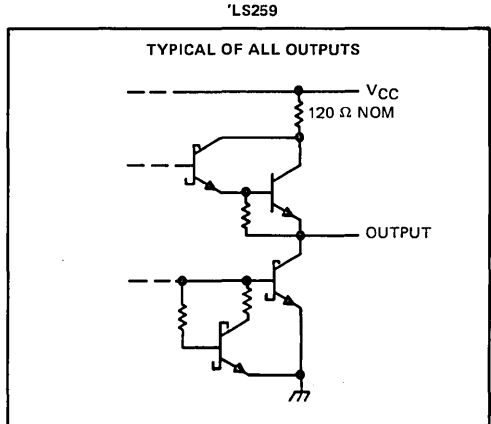 'LS259
TYPICAL OF ALL OUTPUTS
VCC
120 Ω NOM
OUTPUT